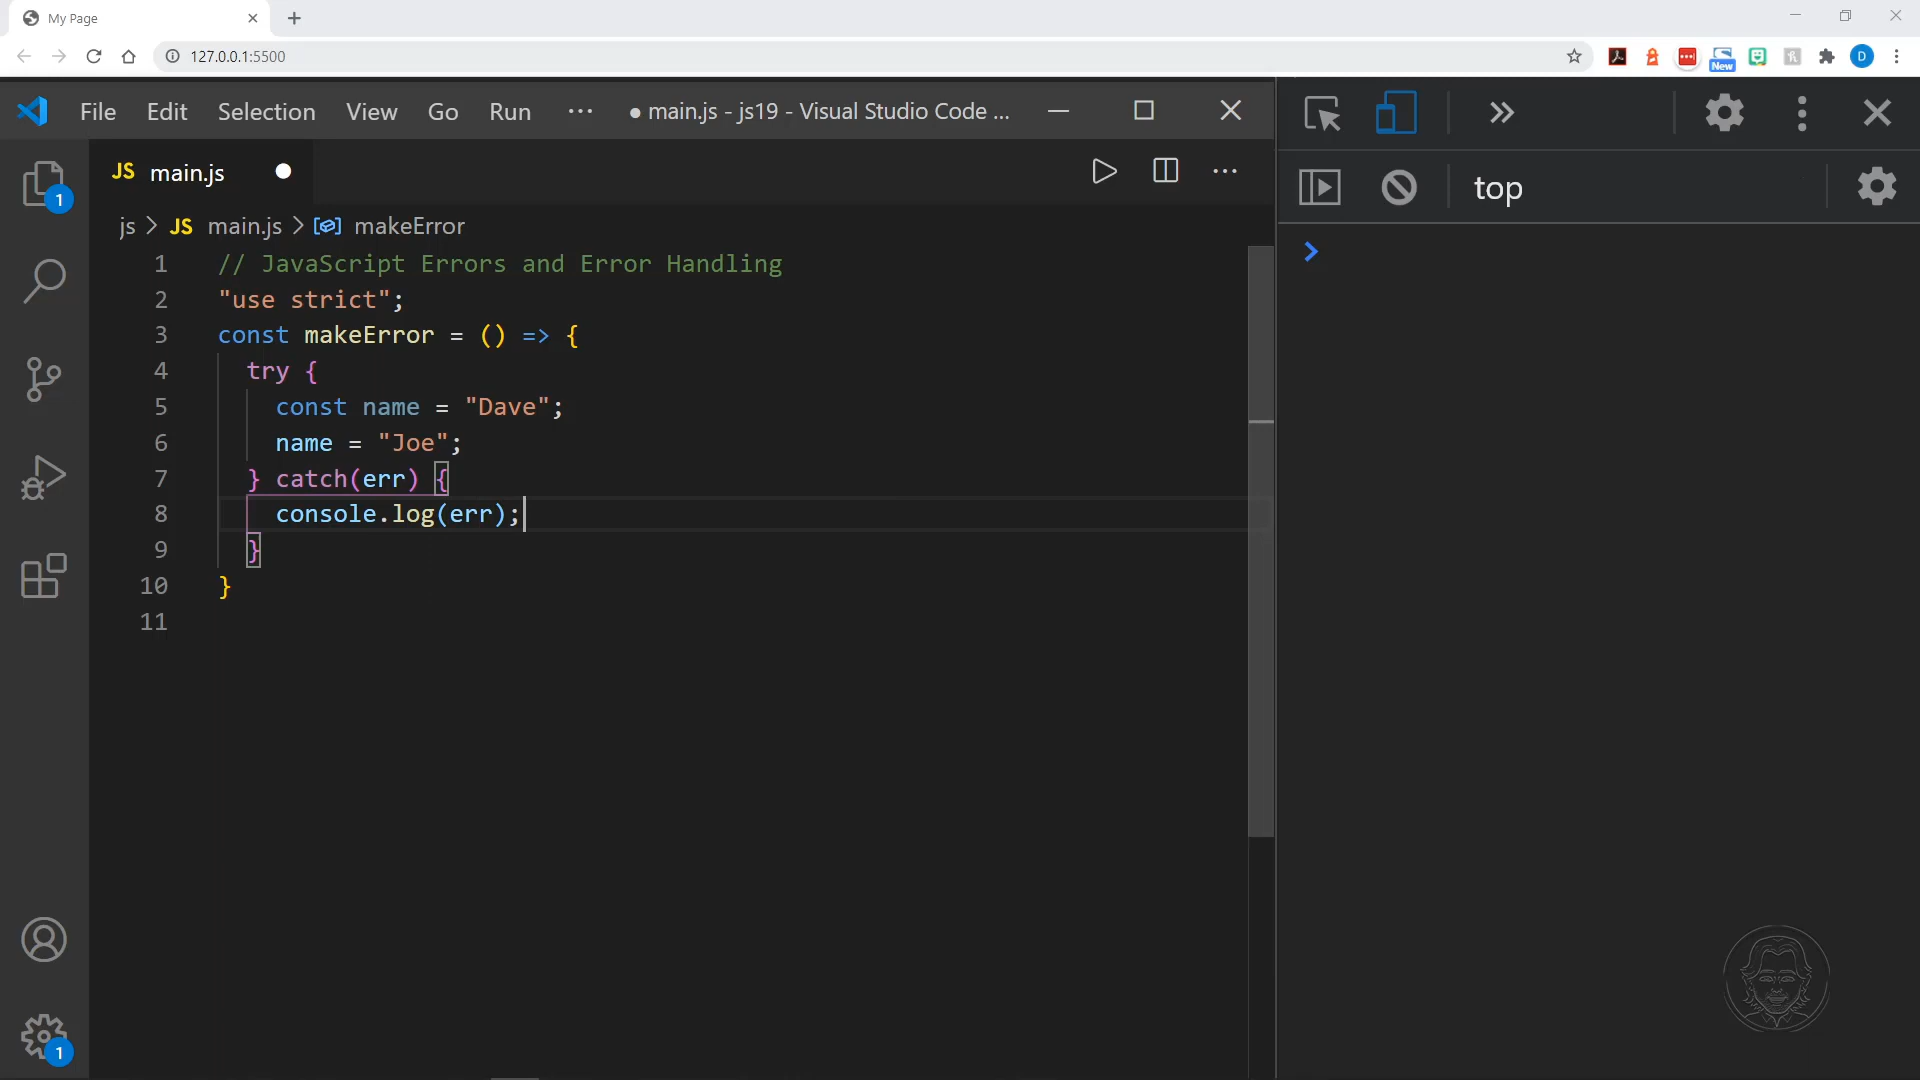 My Page
127.0.0.1:5500
New
D
File Edit Selection View Go Run ··· ● main.js - js19 - Visual Studio Code ...
JS main.js
js > JS main.js > makeError
top
1 // JavaScript Errors and Error Handling
2 "use strict";
3 const makeError = () => {
4 try {
5 const name = "Dave";
6 name = "Joe";
7 } catch(err) {
8 console.log(err);
9 }
10 }
11
1
1